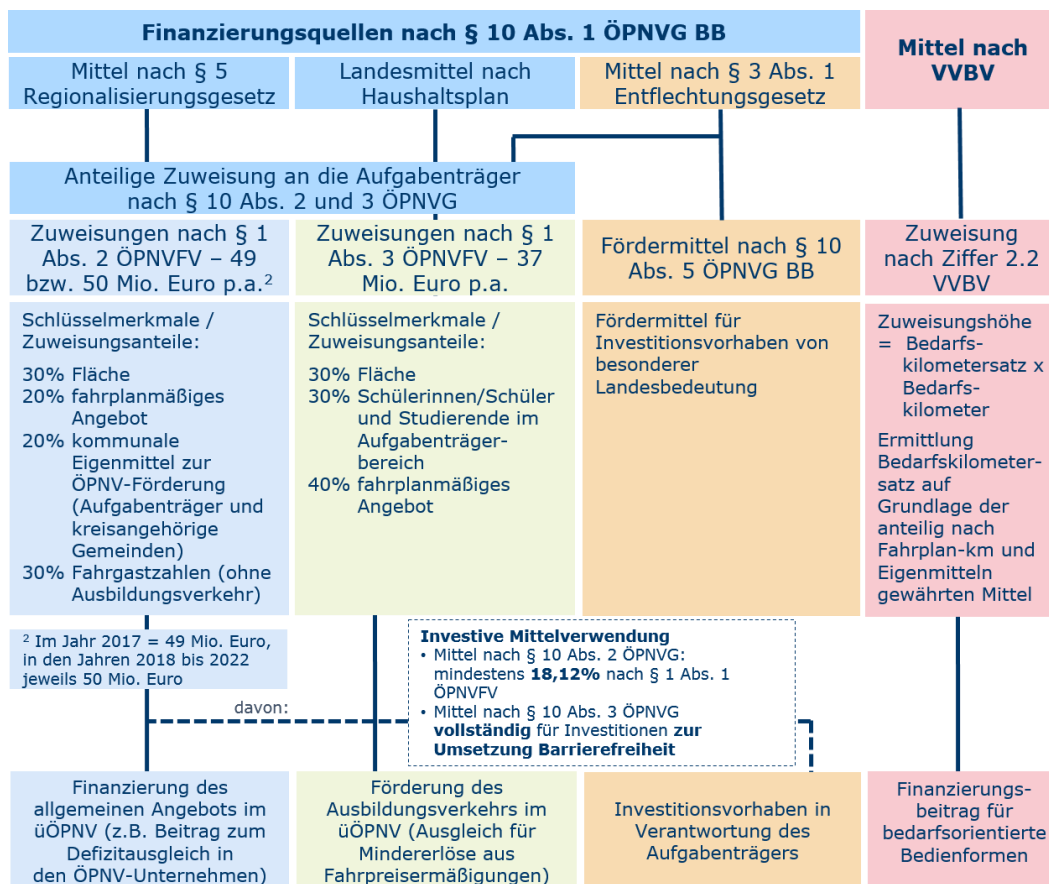 Finanzierungsquellen nach § 10 Abs. 1 ÖPNVG BB
Mittel nach
VVBV
Mittel nach § 5
Regionalisierungsgesetz
Landesmittel nach
Haushaltsplan
Mittel nach § 3 Abs. 1
Entflechtungsgesetz
Anteilige Zuweisung an die Aufgabenträger
nach § 10 Abs. 2 und 3 ÖPNVG
Zuweisungen nach § 1
Abs. 2 ÖPNVFV – 49
bzw. 50 Mio. Euro p.a.²
Zuweisungen nach § 1
Abs. 3 ÖPNVFV – 37
Mio. Euro p.a.
Fördermittel nach § 10
Abs. 5 ÖPNVG BB
Zuweisung
nach Ziffer 2.2
VVBV
Schlüsselmerkmale /
Zuweisungsanteile:
30% Fläche
20% fahrplanmäßiges
Angebot
20% kommunale
Eigenmittel zur
ÖPNV-Förderung
(Aufgabenträger und
kreisangehörige
Gemeinden)
30% Fahrgastzahlen (ohne
Ausbildungsverkehr)
Schlüsselmerkmale /
Zuweisungsanteile:
30% Fläche
30% Schülerinnen/Schüler
und Studierende im
Aufgabenträger-
bereich
40% fahrplanmäßiges
Angebot
Fördermittel für
Investitionsvorhaben von
besonderer
Landesbedeutung
Zuweisungshöhe
= Bedarfs-
kilometersatz x
Bedarfs-
kilometer
Ermittlung
Bedarfskilometer-
satz auf
Grundlage der
anteilig nach
Fahrplan-km und
Eigenmitteln
gewährten Mittel
² Im Jahr 2017 = 49 Mio. Euro,
in den Jahren 2018 bis 2022
jeweils 50 Mio. Euro
davon:
Investive Mittelverwendung
• Mittel nach § 10 Abs. 2 ÖPNVG:
mindestens 18,12% nach § 1 Abs. 1
ÖPNVFV
• Mittel nach § 10 Abs. 3 ÖPNVG
vollständig für Investitionen zur
Umsetzung Barrierefreiheit
Finanzierung des
allgemeinen Angebots im
üÖPNV (z.B. Beitrag zum
Defizitausgleich in
den ÖPNV-Unternehmen)
Förderung des
Ausbildungsverkehrs im
üÖPNV (Ausgleich für
Mindererlöse aus
Fahrpreisermäßigungen)
Investitionsvorhaben in
Verantwortung des
Aufgabenträgers
Finanzierungs-
beitrag für
bedarfsorientierte
Bedienformen